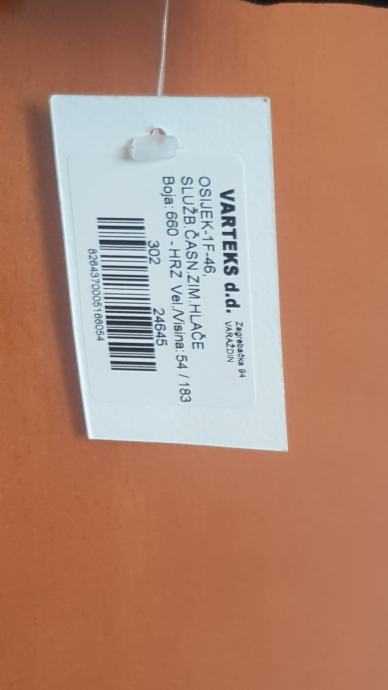 VARTEKS d.d. Zagrebačka 94
VARAŽDIN
OSIJEK-1F-46,
SLUŽB.ČASN.ZIM.HLAČE
Boja: 660 - HRZ Vel./Visina: 54 / 183
302 24645
8264370005166054